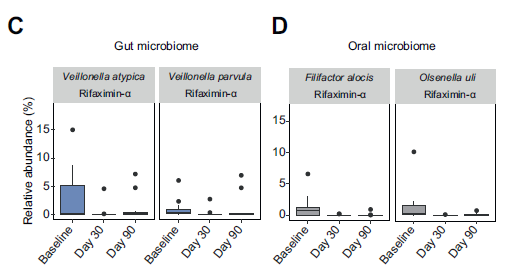 C
Gut microbiome
Veillonella atypica
Rifaximin-α
Veillonella parvula
Rifaximin-α
Relative abundance (%)
15
10
5
0
Baseline
Day 30
Day 90
Baseline
Day 30
Day 90
D
Oral microbiome
Filifactor alocis
Rifaximin-α
Olsenella uli
Rifaximin-α
15
10
5
0
Baseline
Day 30
Day 90
Baseline
Day 30
Day 90